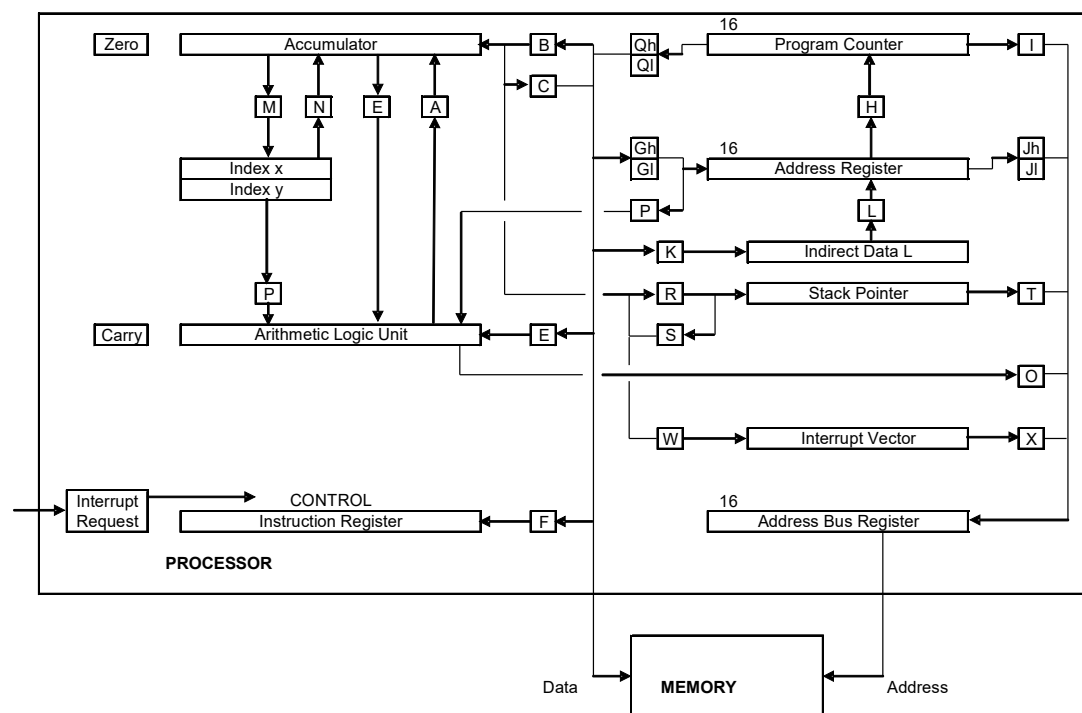 16
Zero Accumulator B Qh Program Counter I
Ql
C
M N E A H
16
Gh Jh
Index x Gl Address Register Jl
Index y
P L
K Indirect Data L
P R Stack Pointer T
Carry Arithmetic Logic Unit E S
O
W Interrupt Vector X
Interrupt
Request
CONTROL
16
Instruction Register F Address Bus Register
PROCESSOR
Data MEMORY Address